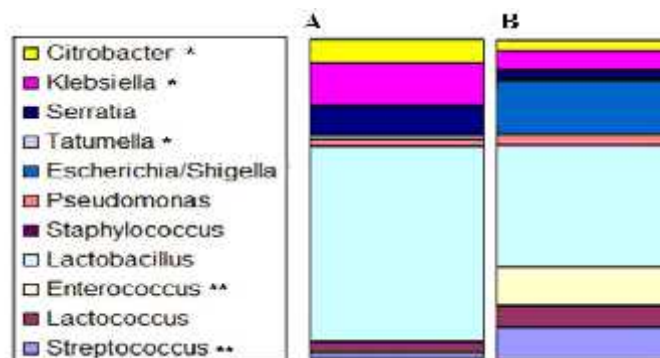 A B
Citrobacter *
Klebsiella *
Serratia
Tatumella *
Escherichia/Shigella
Pseudomonas
Staphylococcus
Lactobacillus
Enterococcus **
Lactococcus
Streptococcus **